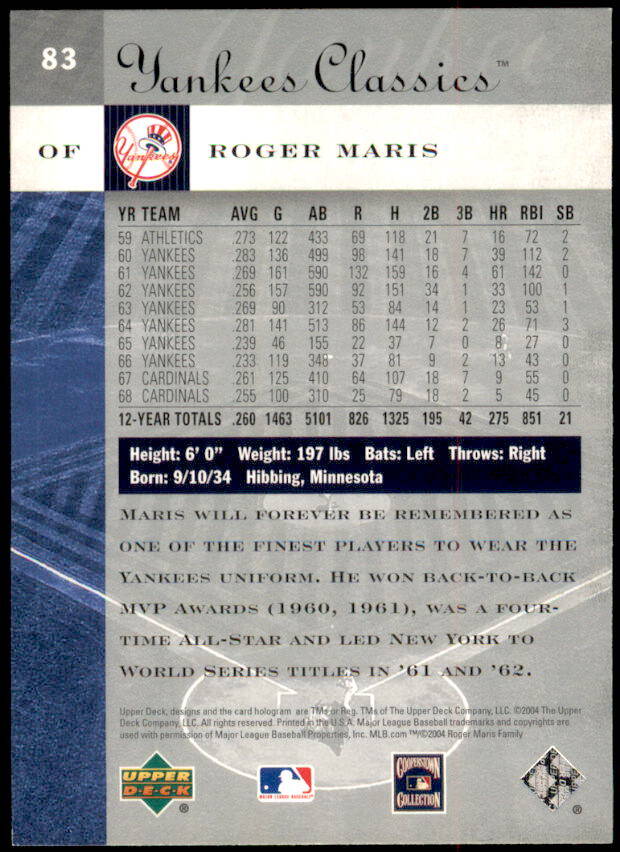 83
Yankees Classics™
OF Yankees ROGER MARIS
YR TEAM AVG G AB R H 2B 3B HR RBI SB
59 ATHLETICS .273 122 433 69 118 21 7 16 72 2
60 YANKEES .283 136 499 98 141 18 7 39 112 2
61 YANKEES .269 161 590 132 159 16 4 61 142 0
62 YANKEES .256 157 590 92 151 34 1 33 100 1
63 YANKEES .269 90 312 53 84 14 1 23 53 1
64 YANKEES .281 141 513 86 144 12 2 26 71 3
65 YANKEES .239 46 155 22 37 7 0 8 27 0
66 YANKEES .233 119 348 37 81 9 2 13 43 0
67 CARDINALS .261 125 410 64 107 18 7 9 55 0
68 CARDINALS .255 100 310 25 79 18 2 5 45 0
12-YEAR TOTALS .260 1463 5101 826 1325 195 42 275 851 21
Height: 6' 0" Weight: 197 lbs Bats: Left Throws: Right
Born: 9/10/34 Hibbing, Minnesota
MARIS WILL FOREVER BE REMEMBERED AS
ONE OF THE FINEST PLAYERS TO WEAR THE
YANKEES UNIFORM. HE WON BACK-TO-BACK
MVP AWARDS (1960, 1961), WAS A FOUR-
TIME ALL-STAR AND LED NEW YORK TO
WORLD SERIES TITLES IN '61 AND '62.
Upper Deck, designs and the card hologram are TMs or Reg. TMs of The Upper Deck Company, LLC. ©2004 The Upper
Deck Company, LLC. All rights reserved. Printed in the U.S.A. Major League Baseball trademarks and copyrights are
used with permission of Major League Baseball Properties, Inc. MLB.com™/©2004 Roger Maris Family
UPPER
DECK ®
MAJOR LEAGUE BASEBALL
COOPERSTOWN
COLLECTION
®